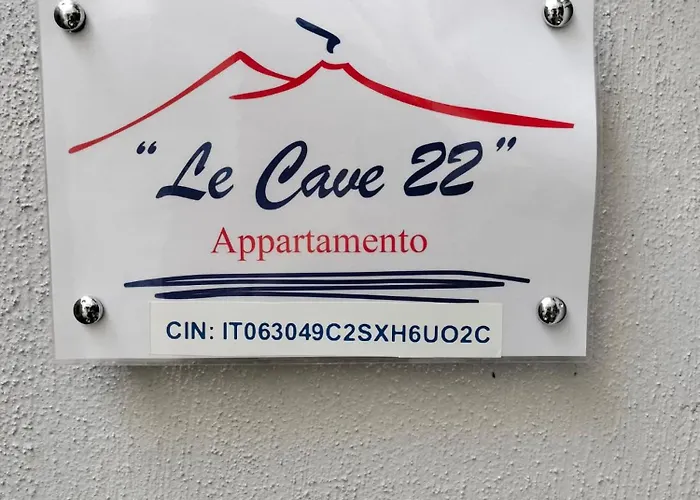 “Le Cave 22”
Appartamento
CIN: IT063049C2SXH6UO2C